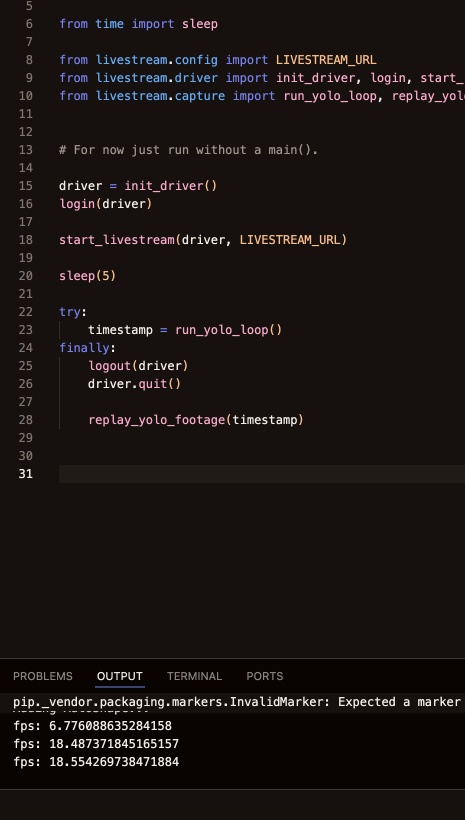 5
6 from time import sleep
7
8 from livestream.config import LIVESTREAM_URL
9 from livestream.driver import init_driver, login, start_
10 from livestream.capture import run_yolo_loop, replay_yol
11
12
13 # For now just run without a main().
14
15 driver = init_driver()
16 login(driver)
17
18 start_livestream(driver, LIVESTREAM_URL)
19
20 sleep(5)
21
22 try:
23 timestamp = run_yolo_loop()
24 finally:
25 logout(driver)
26 driver.quit()
27
28 replay_yolo_footage(timestamp)
29
30
31
PROBLEMS OUTPUT TERMINAL PORTS
pip._vendor.packaging.markers.InvalidMarker: Expected a marker
fps: 6.776088635284158
fps: 18.487371845165157
fps: 18.554269738471884